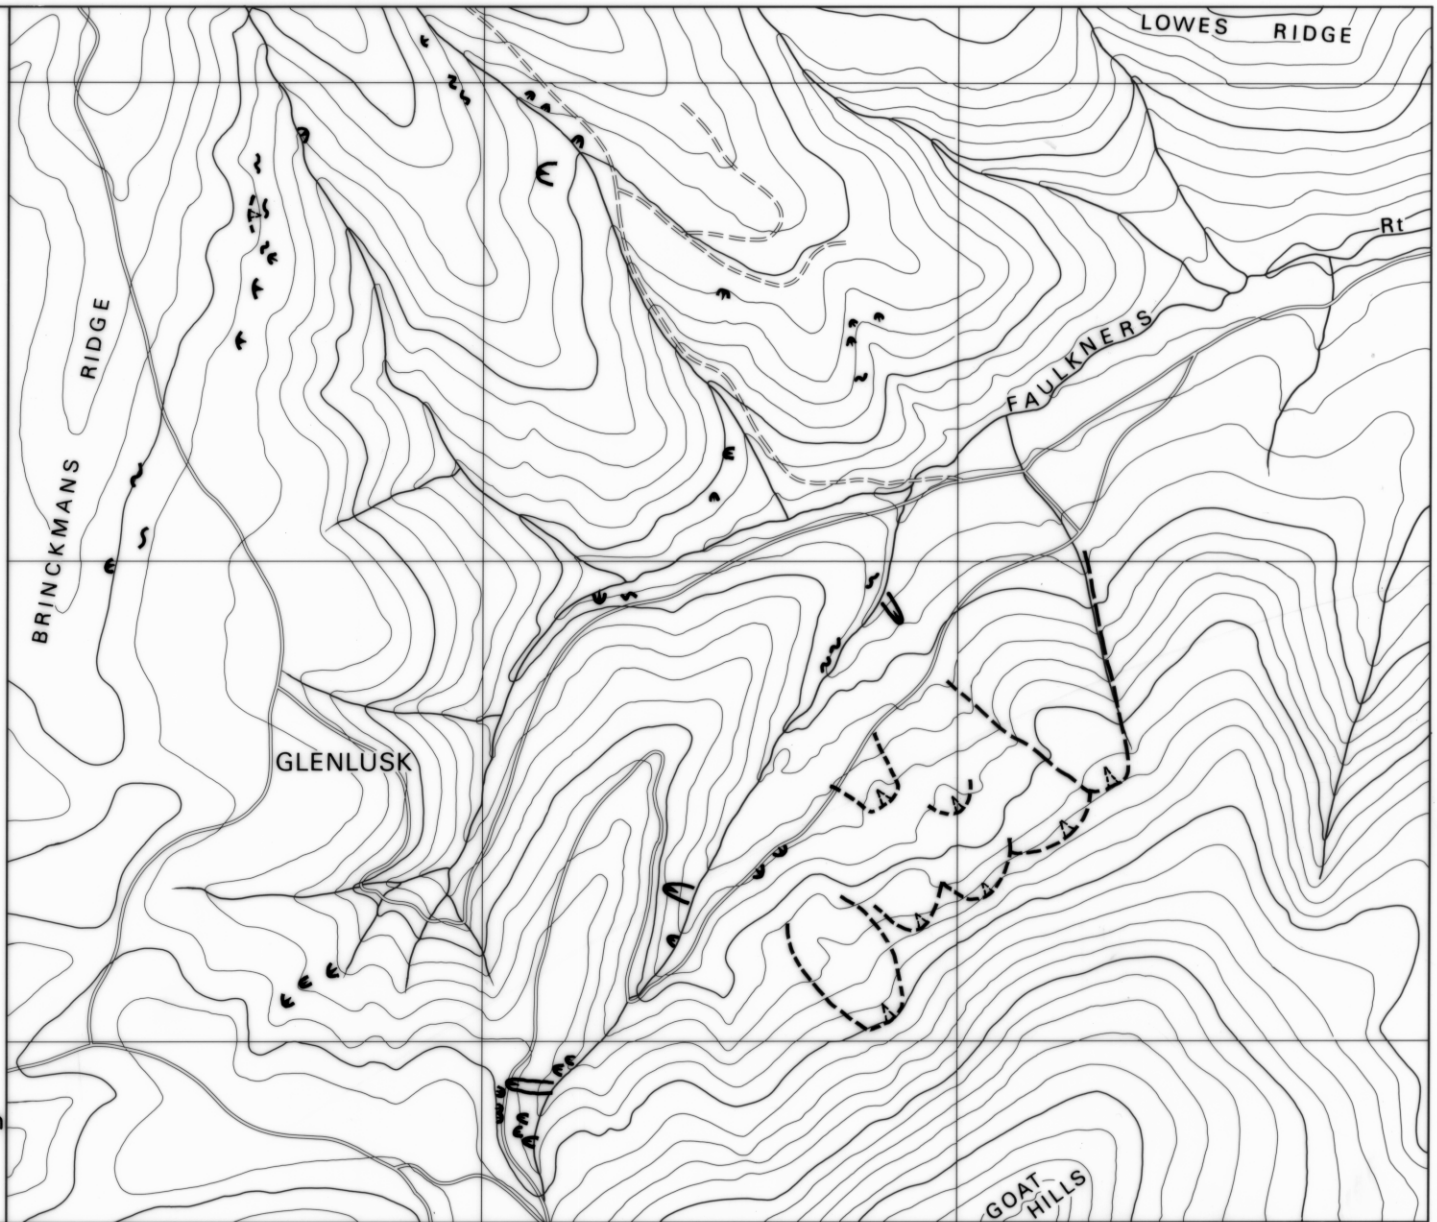 LOWES RIDGE
Rt
FAULKNERS
BRINCKMANS RIDGE
GLENLUSK
GOAT
HILLS